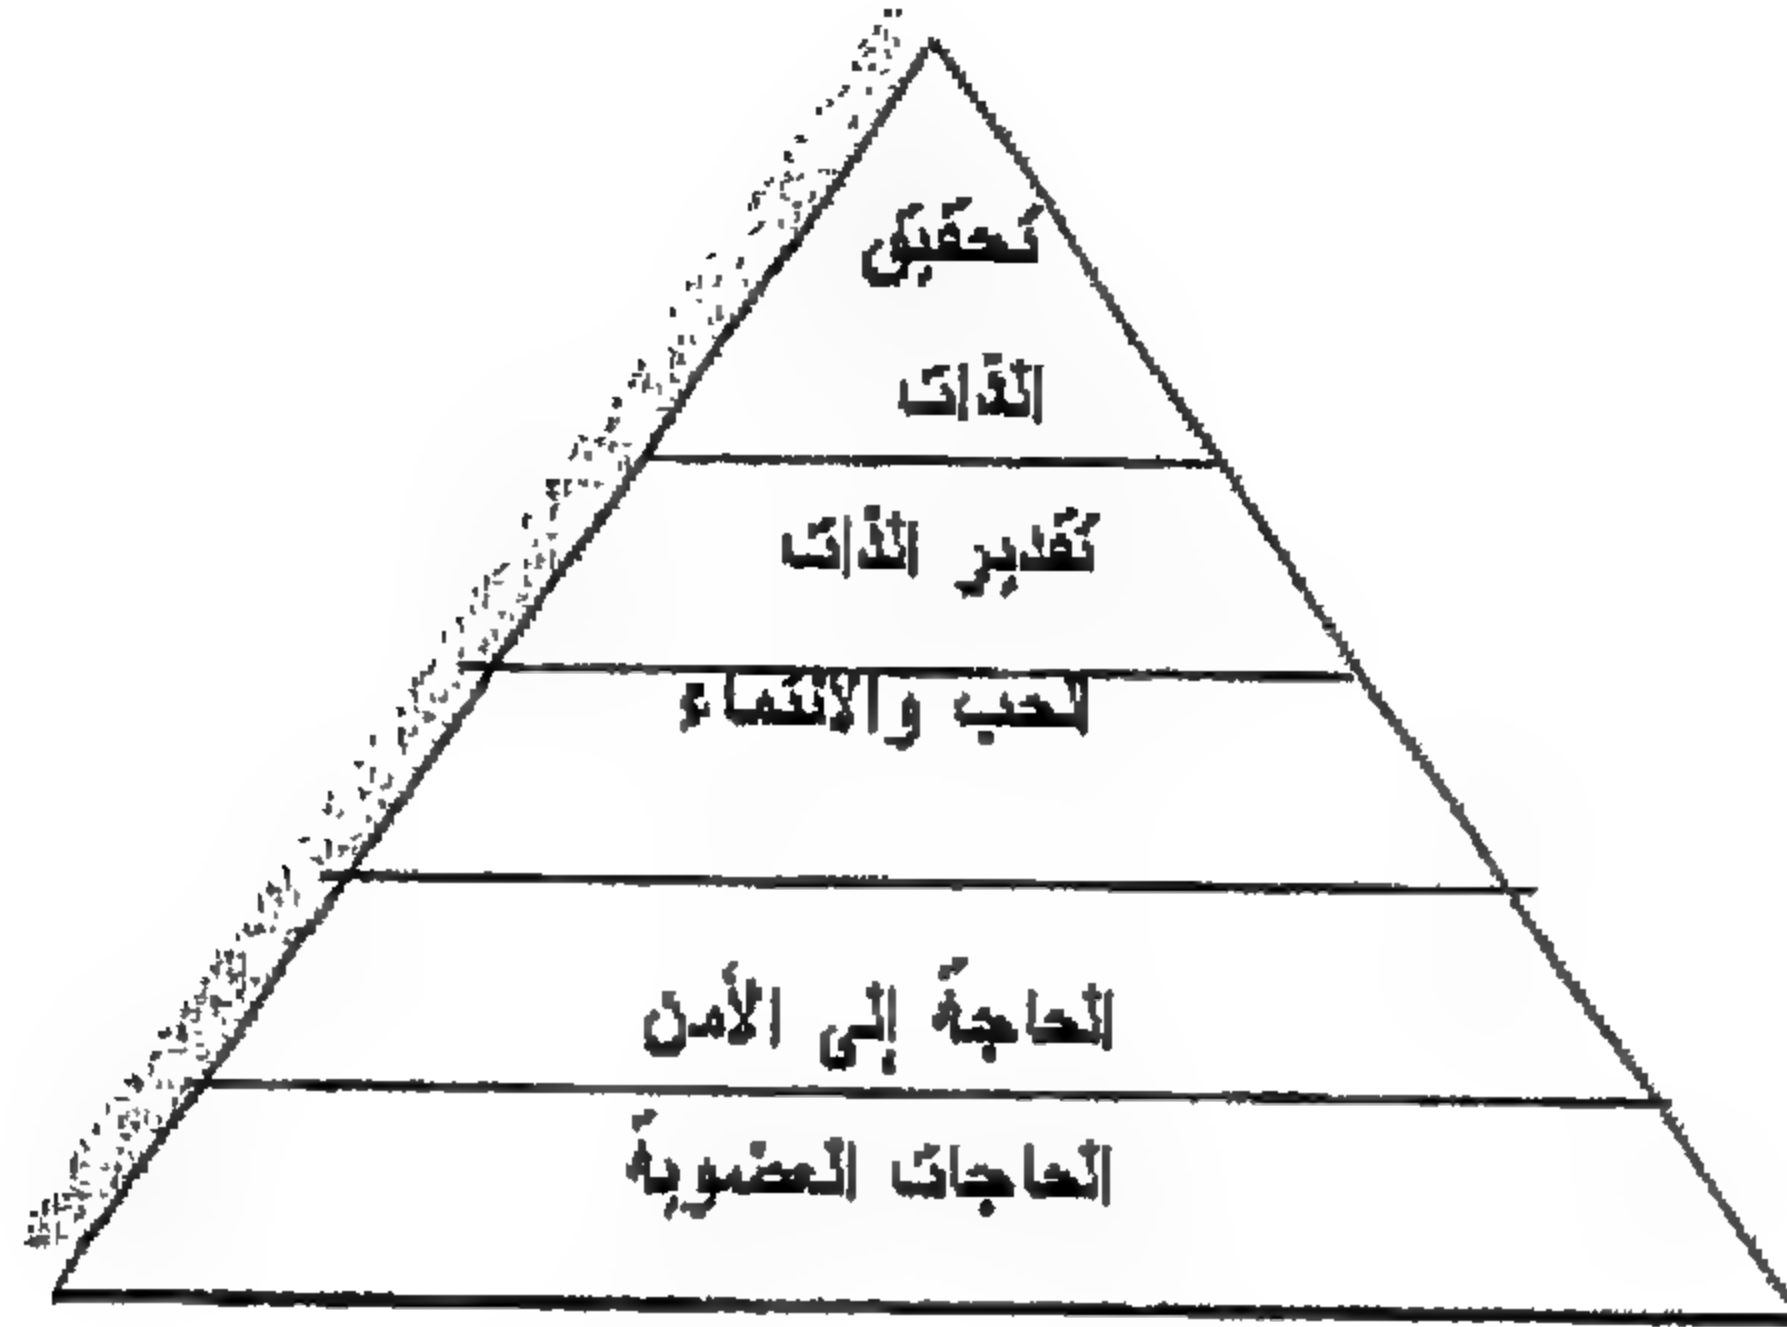 تحقيق
الذات
تقدير الذات
الحب والانتماء
الحاجة إلى الأمن
الحاجات العضوية